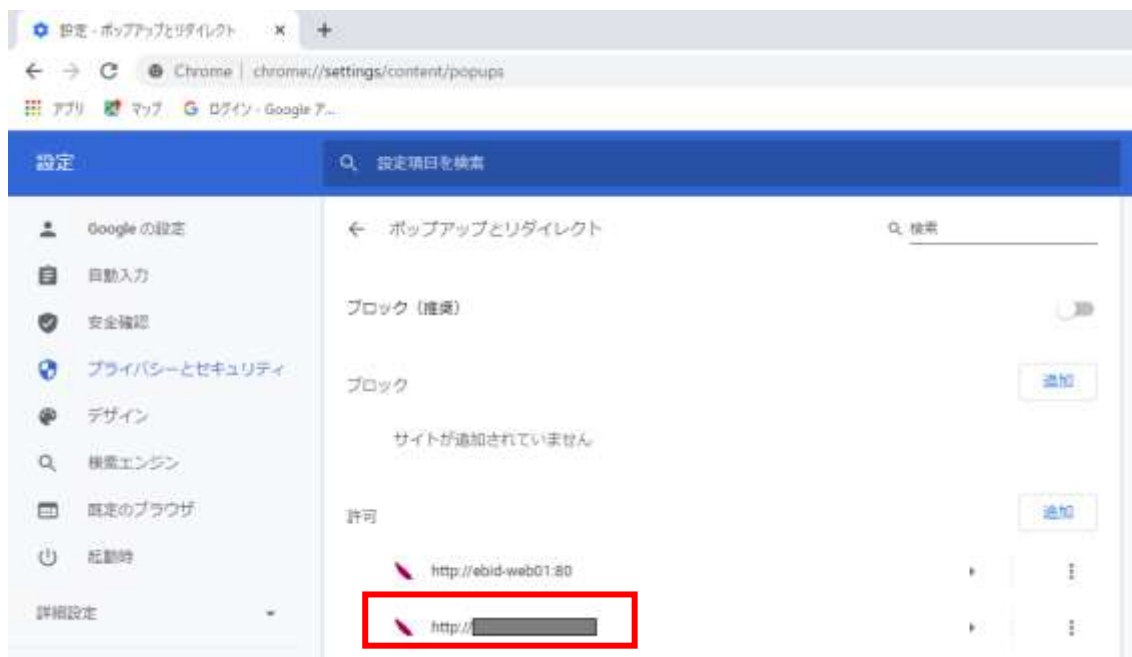 設定 - ポップアップとリダイレクト
Chrome | chrome://settings/content/popups
アプリ マップ G ログイン - Google ア...
設定
設定項目を検索
Google の設定
自動入力
安全確認
プライバシーとセキュリティ
デザイン
検索エンジン
既定のブラウザ
起動時
詳細設定
ポップアップとリダイレクト
検索
ブロック（推奨）
ブロック
追加
サイトが追加されていません
許可
追加
http://ebid-web01:80
http://